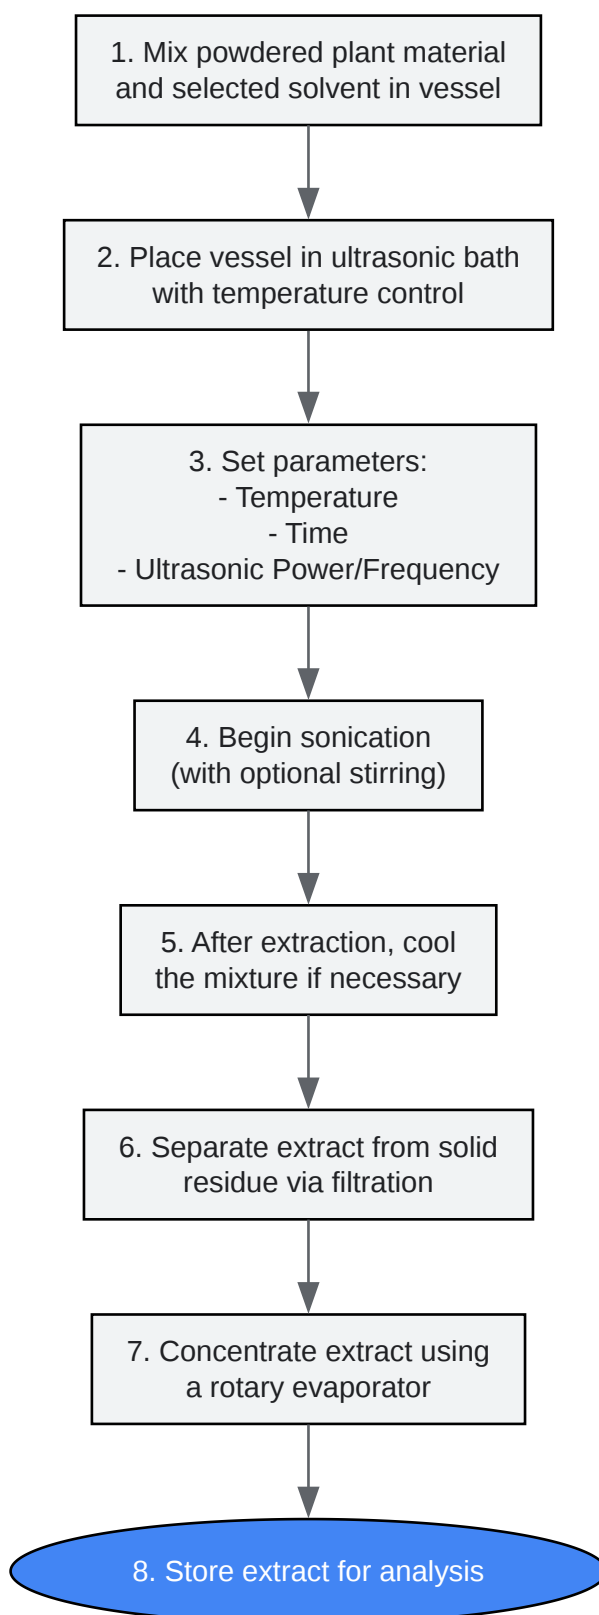 1. Mix powdered plant material
and selected solvent in vessel
2. Place vessel in ultrasonic bath
with temperature control
3. Set parameters:
- Temperature
- Time
- Ultrasonic Power/Frequency
4. Begin sonication
(with optional stirring)
5. After extraction, cool
the mixture if necessary
6. Separate extract from solid
residue via filtration
7. Concentrate extract using
a rotary evaporator
8. Store extract for analysis